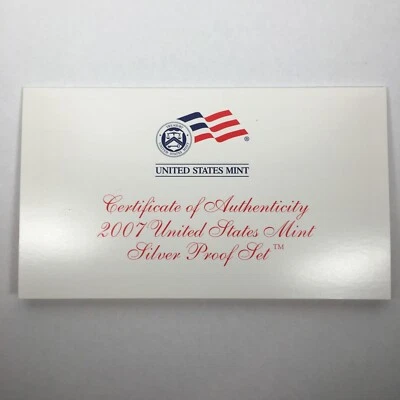 UNITED STATES MINT
Certificate of Authenticity
2007 United States Mint
Silver Proof Set™